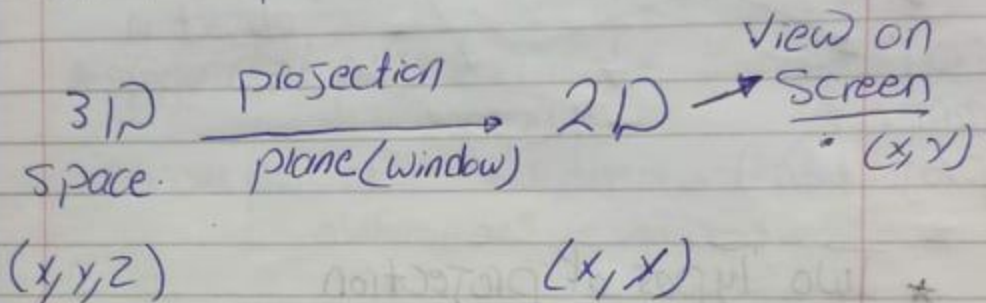 View on
3D projection 2D → Screen
space. plane (window) (x, y)
(x, y, z) (x, x)